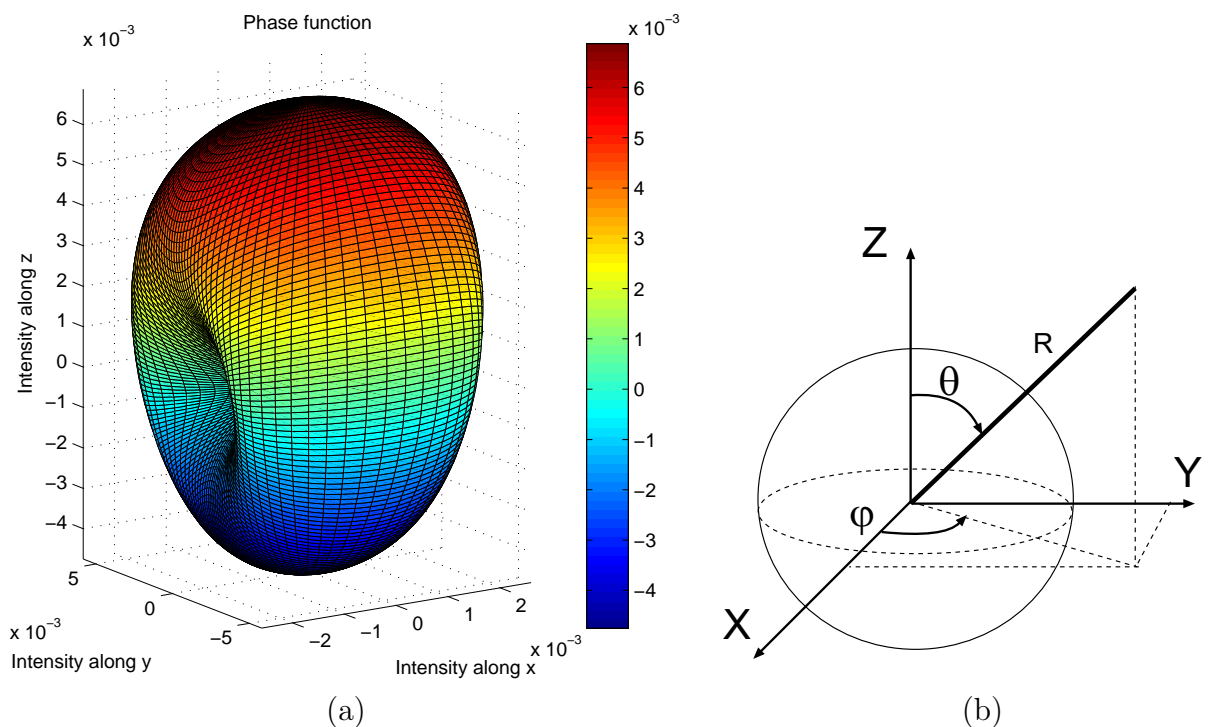 Phase function
x 10⁻³
x 10⁻³
6
5
4
3
2
1
0
−1
−2
−3
−4
Intensity along z
5
0
−5
x 10⁻³
Intensity along y
−2
−1
0
1
2
x 10⁻³
Intensity along x
6
5
4
3
2
1
0
−1
−2
−3
−4
(a)
Z
R
θ
Y
φ
X
(b)